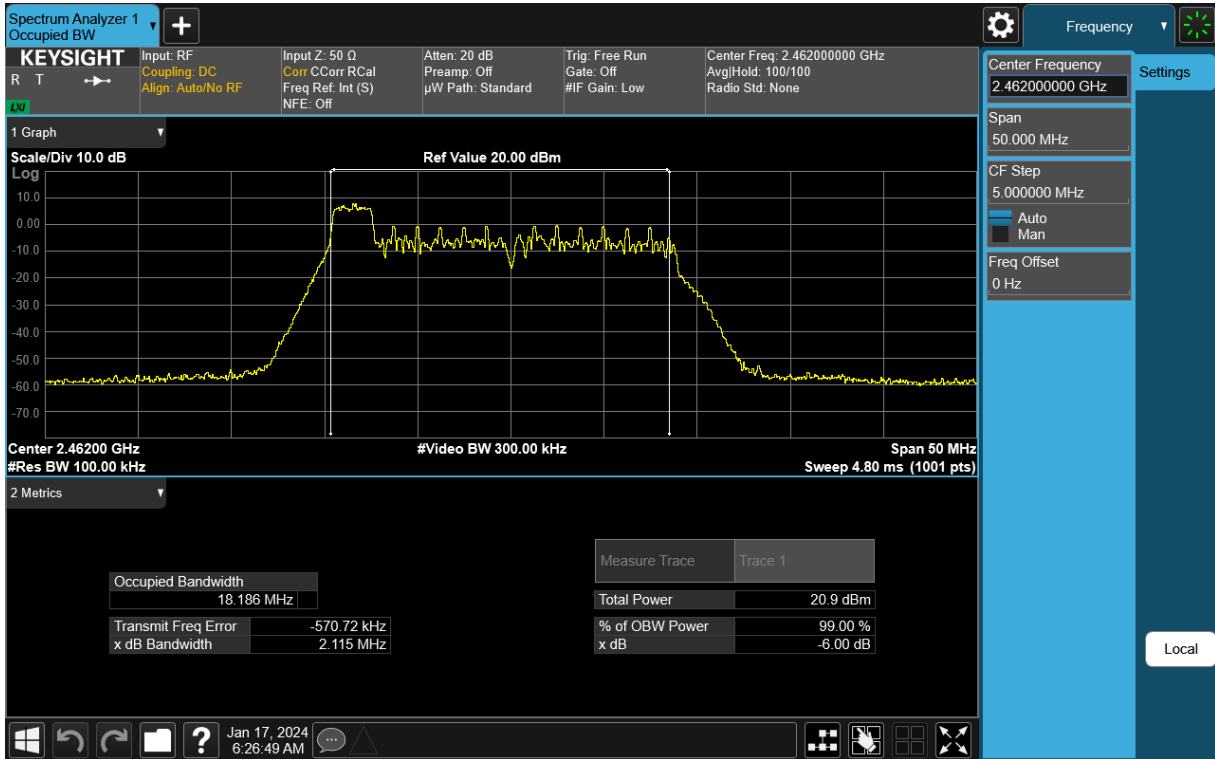 Spectrum Analyzer 1
Occupied BW
Frequency
KEYSIGHT
R T
LXI
Input: RF
Coupling: DC
Align: Auto/No RF
Input Z: 50 Ω
Corr CCorr RCal
Freq Ref: Int (S)
NFE: Off
Atten: 20 dB
Preamp: Off
µW Path: Standard
Trig: Free Run
Gate: Off
#IF Gain: Low
Center Freq: 2.462000000 GHz
Avg|Hold: 100/100
Radio Std: None
Center Frequency
2.462000000 GHz
Settings
Span
50.000 MHz
CF Step
5.000000 MHz
Auto
Man
Freq Offset
0 Hz
Local
1 Graph
Scale/Div 10.0 dB
Ref Value 20.00 dBm
Log
10.0
0.00
-10.0
-20.0
-30.0
-40.0
-50.0
-60.0
-70.0
Center 2.46200 GHz
#Video BW 300.00 kHz
Span 50 MHz
#Res BW 100.00 kHz
Sweep 4.80 ms (1001 pts)
2 Metrics
Measure Trace
Trace 1
Occupied Bandwidth
18.186 MHz
Total Power
20.9 dBm
Transmit Freq Error
-570.72 kHz
% of OBW Power
99.00 %
x dB Bandwidth
2.115 MHz
x dB
-6.00 dB
Jan 17, 2024
6:26:49 AM